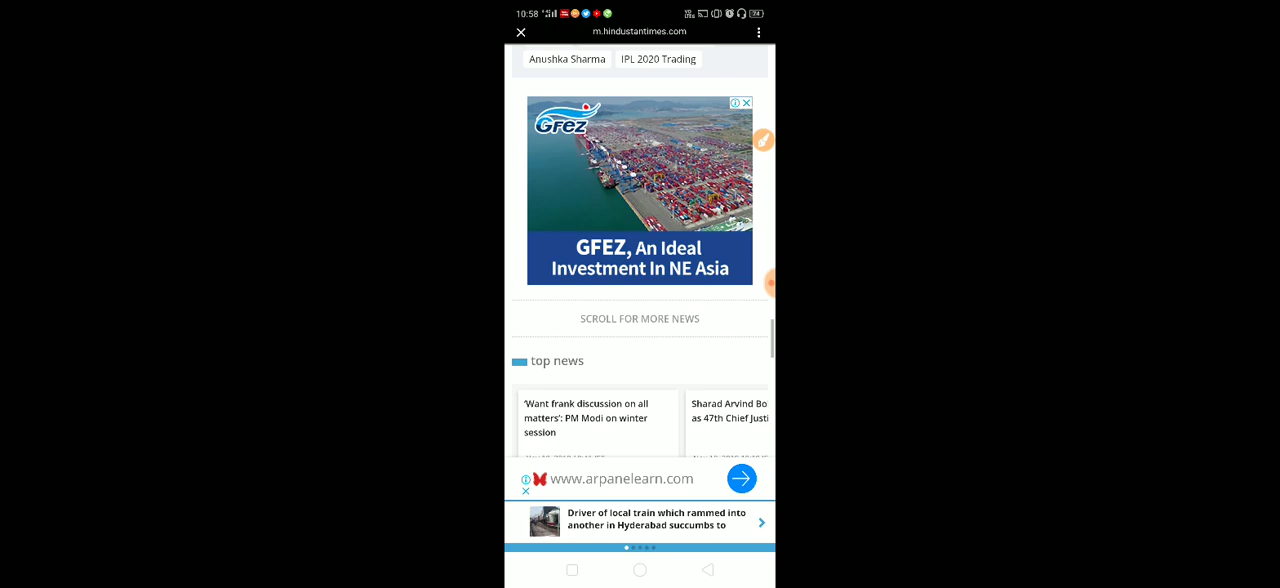 10:58
74
m.hindustantimes.com
Anushka Sharma IPL 2020 Trading
GFez
GFEZ, An Ideal
Investment In NE Asia
SCROLL FOR MORE NEWS
top news
‘Want frank discussion on all
matters’: PM Modi on winter
session
Sharad Arvind Bo
as 47th Chief Justi
www.arpanelearn.com
Driver of local train which rammed into
another in Hyderabad succumbs to